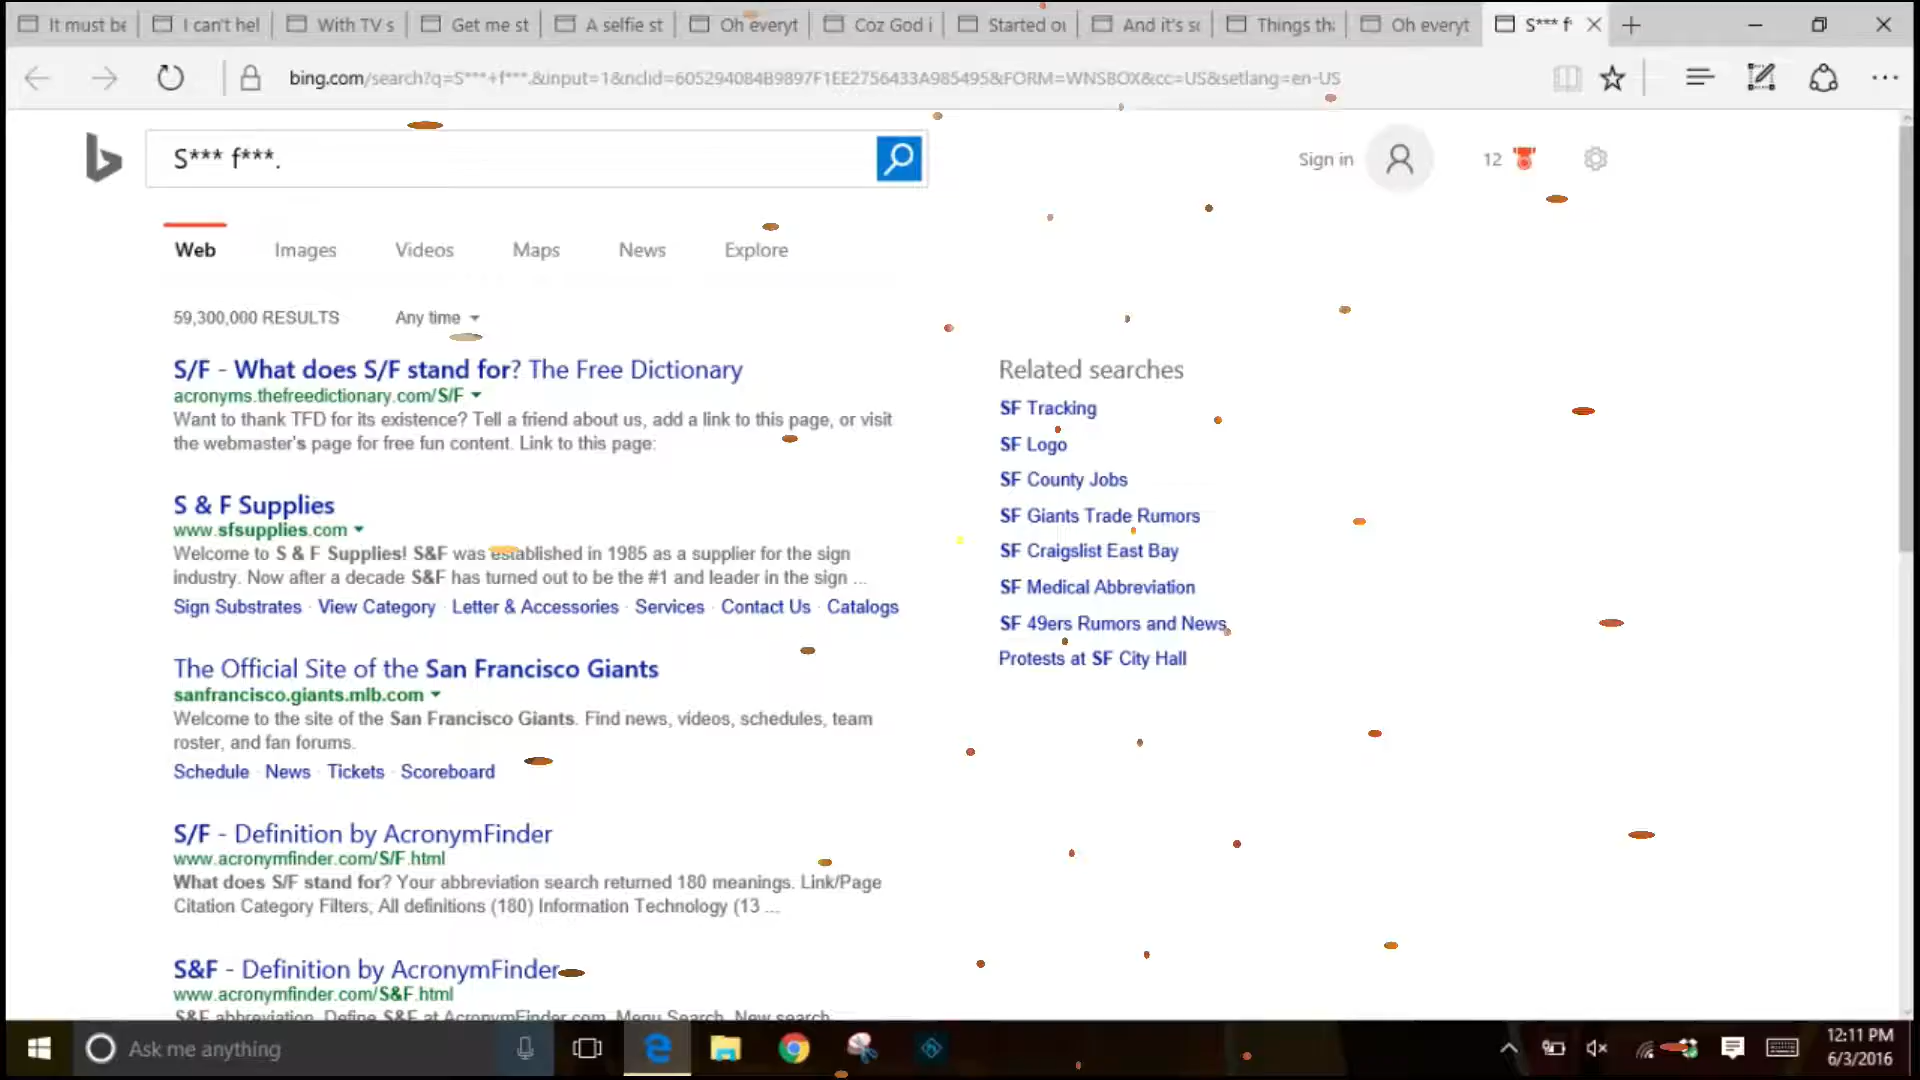 It must be I can't hel With TV s Get me st A selfie st Oh everyt Coz God i Started ou And it's so Things tha Oh everyt S*** f*
bing.com/search?q=S***+f***.&input=1&nclid=605294084B9897F1EE2756433A985495&FORM=WNSBOX&cc=US&setlang=en-US
S*** f***.
Sign in 12
Web Images Videos Maps News Explore
59,300,000 RESULTS Any time
S/F - What does S/F stand for? The Free Dictionary
acronyms.thefreedictionary.com/S/F
Want to thank TFD for its existence? Tell a friend about us, add a link to this page, or visit
the webmaster's page for free fun content. Link to this page:
S & F Supplies
www.sfsupplies.com
Welcome to S & F Supplies! S&F was established in 1985 as a supplier for the sign
industry. Now after a decade S&F has turned out to be the #1 and leader in the sign ...
Sign Substrates · View Category · Letter & Accessories · Services · Contact Us · Catalogs
The Official Site of the San Francisco Giants
sanfrancisco.giants.mlb.com
Welcome to the site of the San Francisco Giants. Find news, videos, schedules, team
roster, and fan forums.
Schedule · News · Tickets · Scoreboard
S/F - Definition by AcronymFinder
www.acronymfinder.com/S/F.html
What does S/F stand for? Your abbreviation search returned 180 meanings. Link/Page
Citation Category Filters; All definitions (180) Information Technology (13 ...
S&F - Definition by AcronymFinder
www.acronymfinder.com/S&F.html
S&F abbreviation. Define S&F at AcronymFinder.com. Menu Search. New search
Related searches
SF Tracking
SF Logo
SF County Jobs
SF Giants Trade Rumors
SF Craigslist East Bay
SF Medical Abbreviation
SF 49ers Rumors and News
Protests at SF City Hall
Ask me anything
12:11 PM
6/3/2016